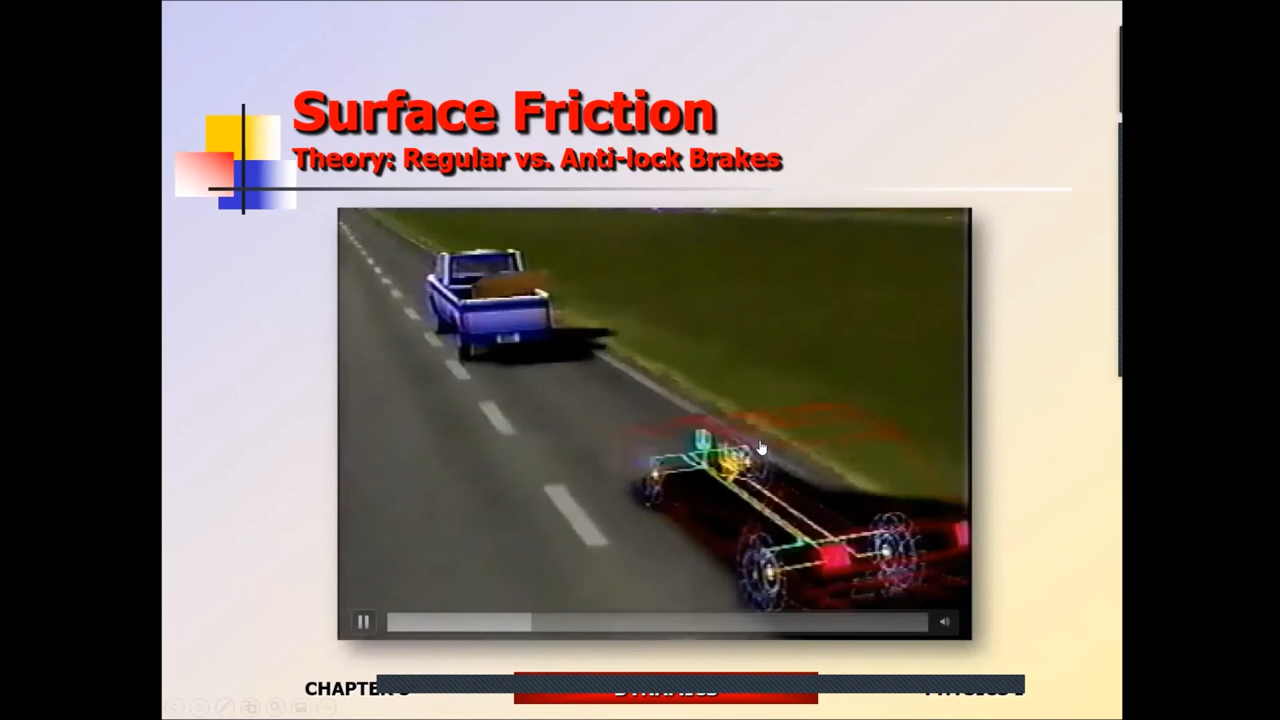 Surface Friction
Theory: Regular vs. Anti-lock Brakes